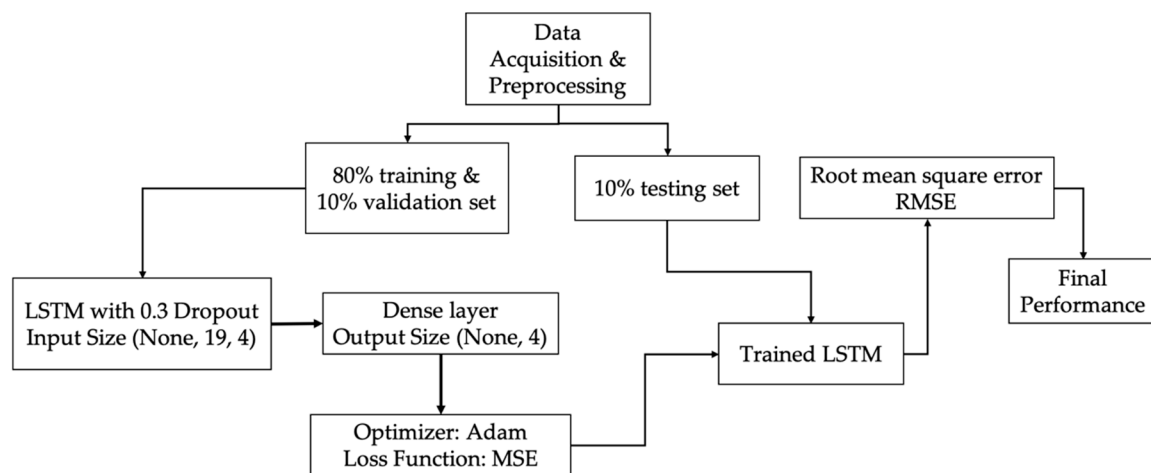 Data
Acquisition &
Preprocessing
80% training &
10% validation set
10% testing set
Root mean square error
RMSE
Final
Performance
LSTM with 0.3 Dropout
Input Size (None, 19, 4)
Dense layer
Output Size (None, 4)
Trained LSTM
Optimizer: Adam
Loss Function: MSE